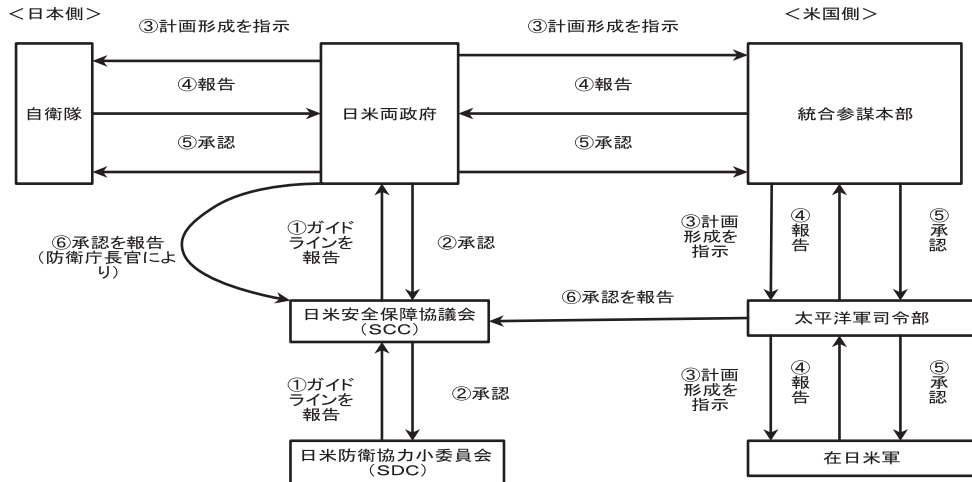 ＜日本側＞
＜米国側＞
③計画形成を指示
③計画形成を指示
④報告
④報告
自衛隊
日米両政府
統合参謀本部
⑤承認
⑤承認
⑥承認を報告
（防衛庁長官によ
り）
①ガイド
ラインを
報告
②承認
③計画
形成を
指示
④報告
⑤承認
⑥承認を報告
日米安全保障協議会
（SCC）
太平洋軍司令部
①ガイド
ラインを
報告
②承認
③計画
形成を
指示
④報告
⑤承認
日米防衛協力小委員会
（SDC）
在日米軍